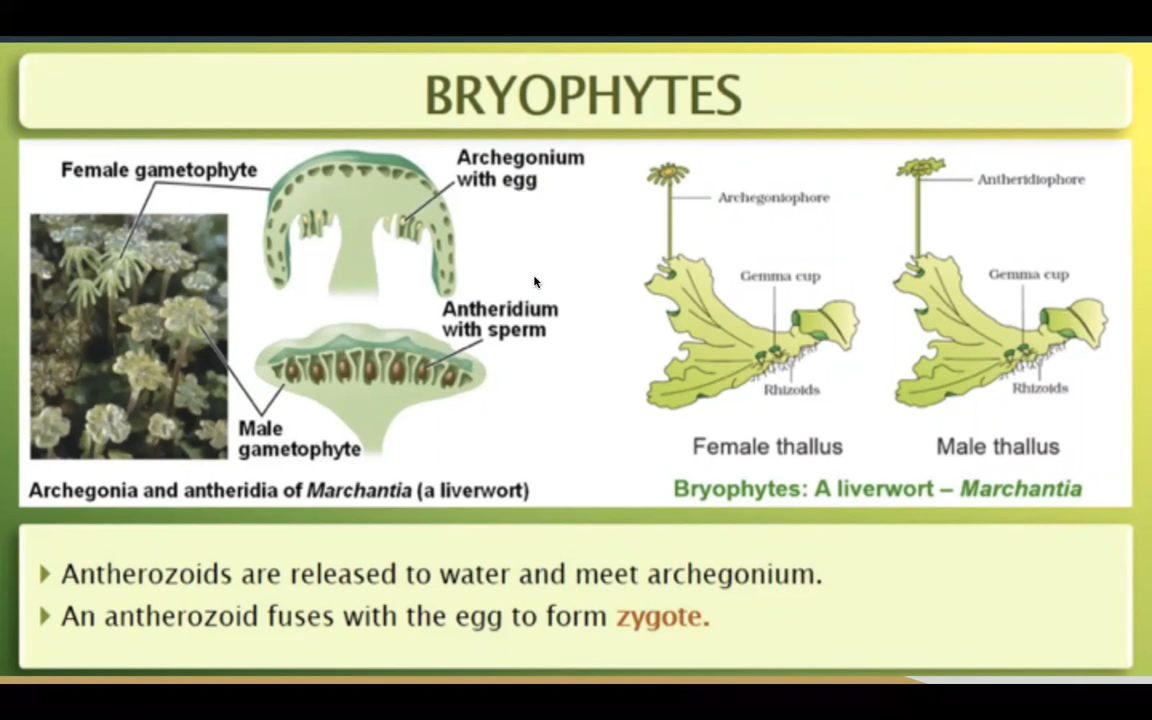 BRYOPHYTES
Female gametophyte
Archegonium
with egg
Antheridium
with sperm
Male
gametophyte
Archegonia and antheridia of Marchantia (a liverwort)
Archegoniophore
Gemma cup
Rhizoids
Female thallus
Antheridiophore
Gemma cup
Rhizoids
Male thallus
Bryophytes: A liverwort – Marchantia
Antherozoids are released to water and meet archegonium.
An antherozoid fuses with the egg to form zygote.